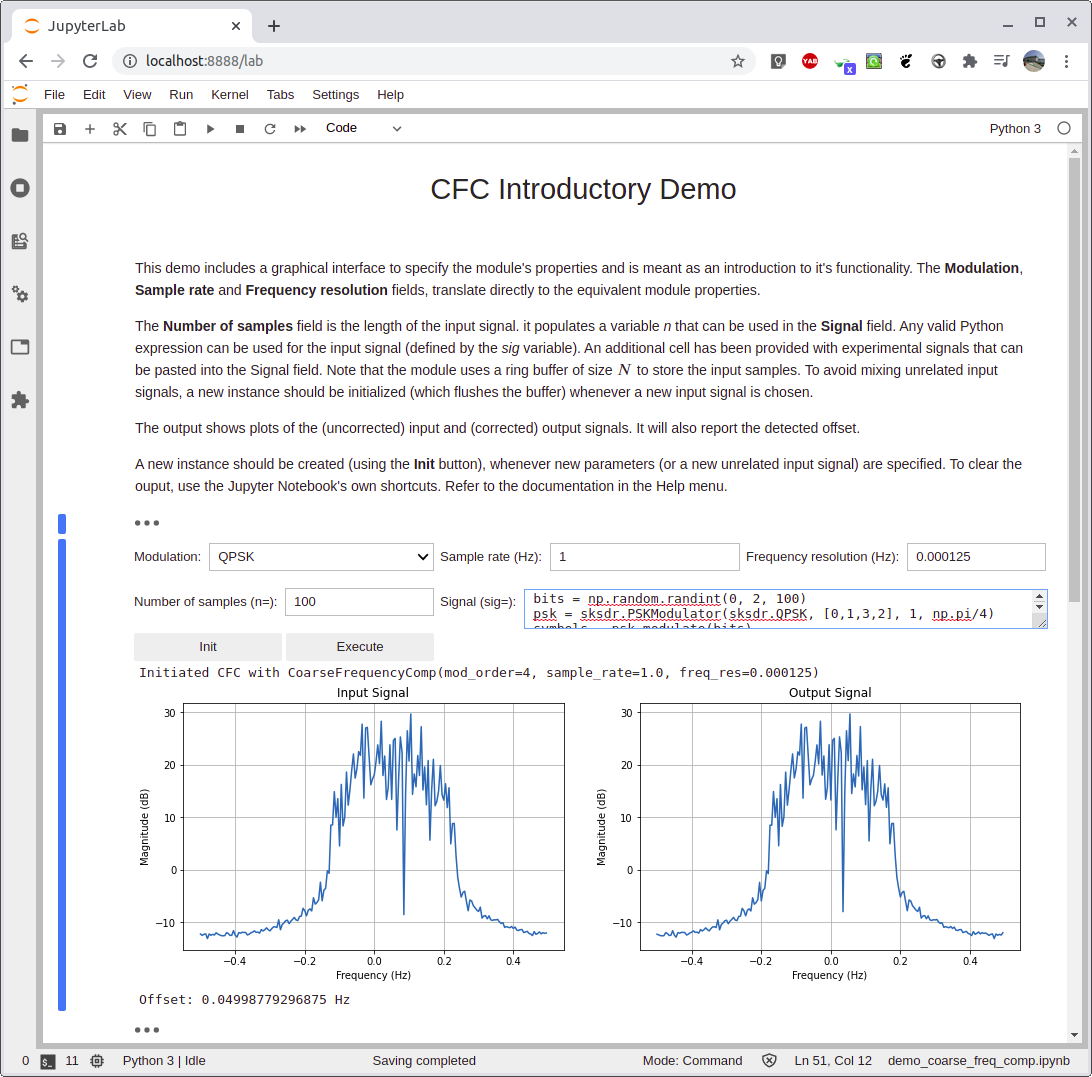 JupyterLab
localhost:8888/lab
YAB
X
File Edit View Run Kernel Tabs Settings Help
Code
Python 3
CFC Introductory Demo
This demo includes a graphical interface to specify the module's properties and is meant as an introduction to it's functionality. The Modulation,
Sample rate and Frequency resolution fields, translate directly to the equivalent module properties.
The Number of samples field is the length of the input signal. it populates a variable n that can be used in the Signal field. Any valid Python
expression can be used for the input signal (defined by the sig variable). An additional cell has been provided with experimental signals that can
be pasted into the Signal field. Note that the module uses a ring buffer of size N to store the input samples. To avoid mixing unrelated input
signals, a new instance should be initialized (which flushes the buffer) whenever a new input signal is chosen.
The output shows plots of the (uncorrected) input and (corrected) output signals. It will also report the detected offset.
A new instance should be created (using the Init button), whenever new parameters (or a new unrelated input signal) are specified. To clear the
ouput, use the Jupyter Notebook's own shortcuts. Refer to the documentation in the Help menu.
Modulation: QPSK Sample rate (Hz): 1 Frequency resolution (Hz): 0.000125
Number of samples (n=): 100 Signal (sig=): bits = np.random.randint(0, 2, 100)
psk = sksdr.PSKModulator(sksdr.QPSK, [0,1,3,2], 1, np.pi/4)
symbols = psk.modulate(bits)
Init Execute
Initiated CFC with CoarseFrequencyComp(mod_order=4, sample_rate=1.0, freq_res=0.000125)
Input Signal
30
20
10
0
−10
Magnitude (dB)
−0.4 −0.2 0.0 0.2 0.4
Frequency (Hz)
Output Signal
30
20
10
0
−10
Magnitude (dB)
−0.4 −0.2 0.0 0.2 0.4
Frequency (Hz)
Offset: 0.04998779296875 Hz
0 $_ 11 Python 3 | Idle Saving completed Mode: Command Ln 51, Col 12 demo_coarse_freq_comp.ipynb